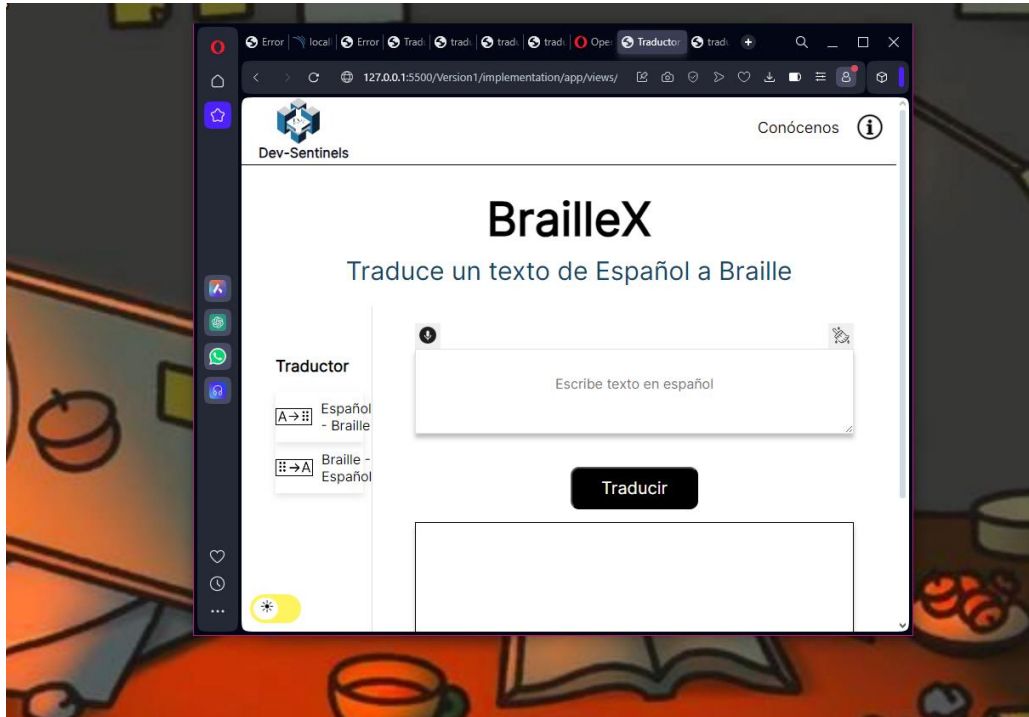 Error local Error Trad tradu tradu tradu Ope Traductor tradu
127.0.0.1:5500/Version1/implementation/app/views/
Dev-Sentinels
Conócenos
BrailleX
Traduce un texto de Español a Braille
Traductor
Escribe texto en español
A→⠿ Español
- Braille
⠿→A Braille -
Español
Traducir